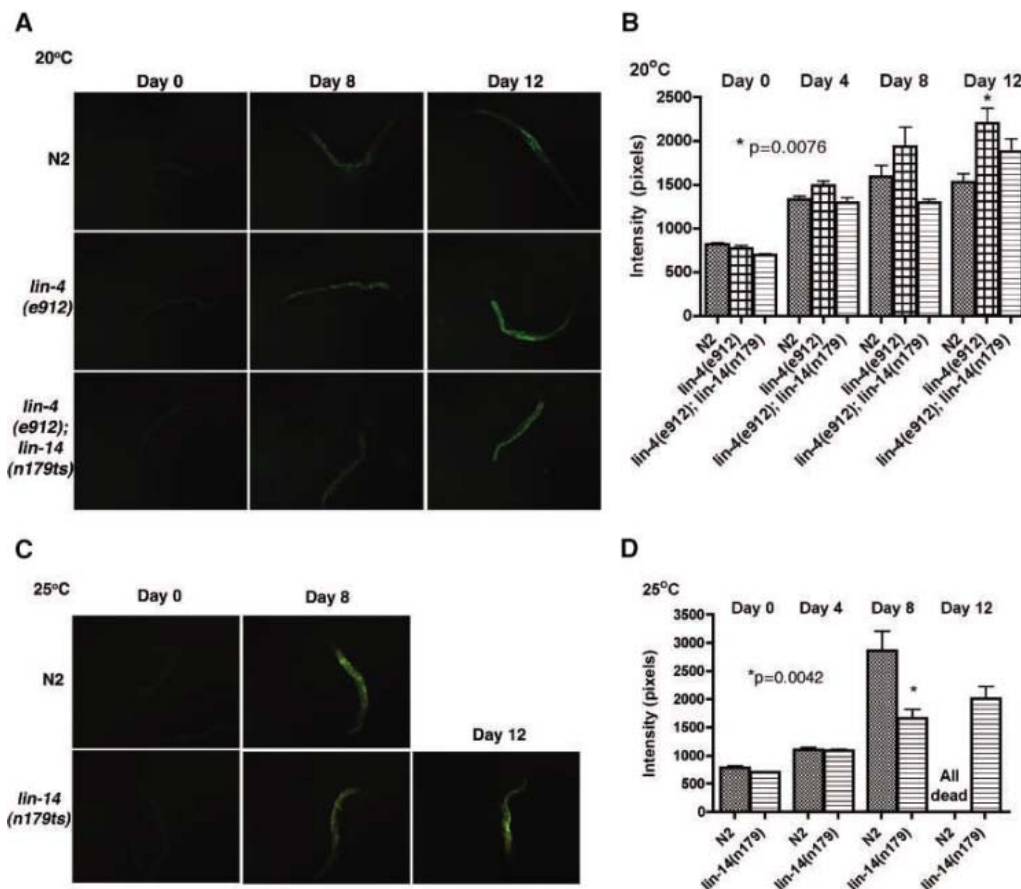 A
20°C
Day 0 Day 8 Day 12
N2
lin-4
(e912)
lin-4
(e912);
lin-14
(n179ts)
B
20°C
Day 0 Day 4 Day 8 Day 12
Intensity (pixels)
2500
2000
1500
1000
500
0
* p=0.0076
*
N2
lin-4(e912)
lin-4(e912); lin-14(n179)
N2
lin-4(e912)
lin-4(e912); lin-14(n179)
N2
lin-4(e912)
lin-4(e912); lin-14(n179)
N2
lin-4(e912)
lin-4(e912); lin-14(n179)
C
25°C
Day 0 Day 8
N2
Day 12
lin-14
(n179ts)
D
25°C
Day 0 Day 4 Day 8 Day 12
Intensity (pixels)
3500
3000
2500
2000
1500
1000
500
0
*p=0.0042
*
All
dead
N2
lin-14(n179)
N2
lin-14(n179)
N2
lin-14(n179)
N2
lin-14(n179)